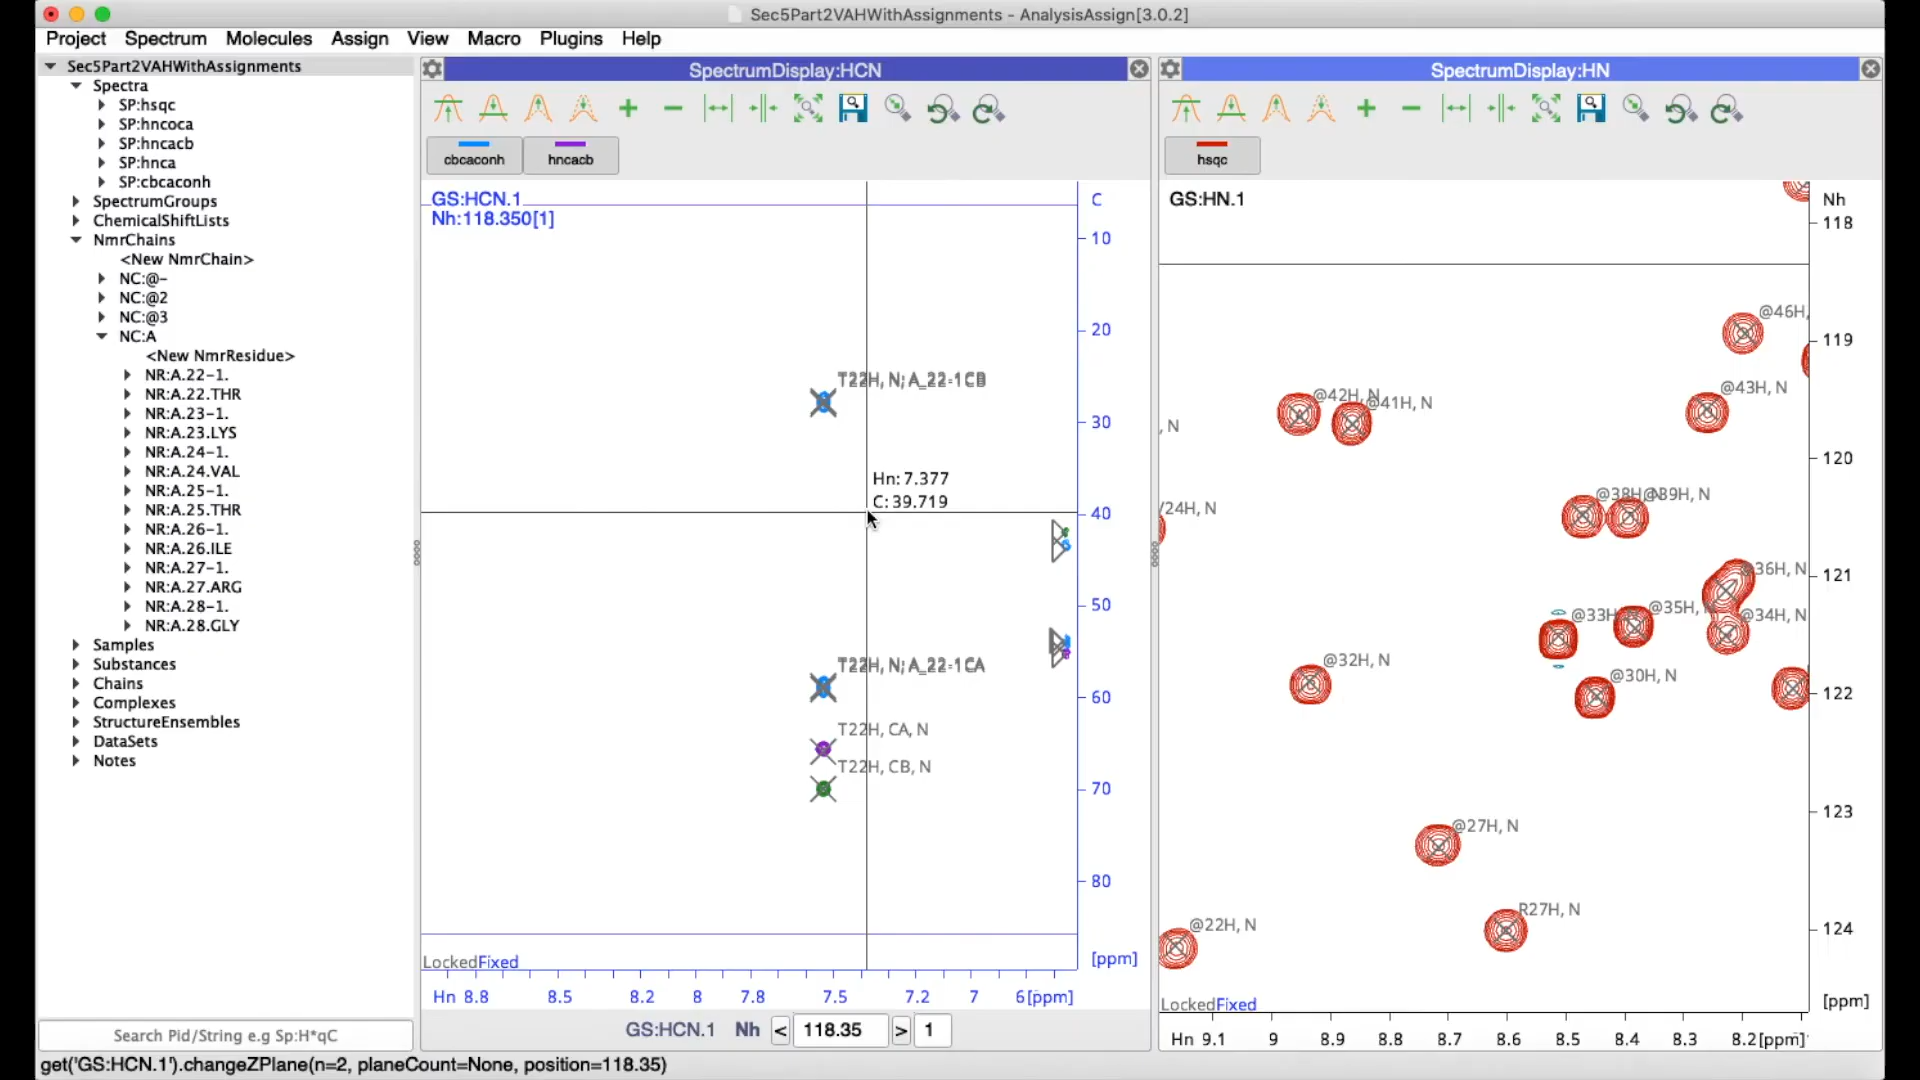 Sec5Part2VAHWithAssignments - AnalysisAssign[3.0.2]
Project Spectrum Molecules Assign View Macro Plugins Help
Sec5Part2VAHWithAssignments
Spectra
SP:hsqc
SP:hncoca
SP:hncacb
SP:hnca
SP:cbcaconh
SpectrumGroups
ChemicalShiftLists
NmrChains
<New NmrChain>
NC:@-
NC:@2
NC:@3
NC:A
<New NmrResidue>
NR:A.22-1.
NR:A.22.THR
NR:A.23-1.
NR:A.23.LYS
NR:A.24-1.
NR:A.24.VAL
NR:A.25-1.
NR:A.25.THR
NR:A.26-1.
NR:A.26.ILE
NR:A.27-1.
NR:A.27.ARG
NR:A.28-1.
NR:A.28.GLY
Samples
Substances
Chains
Complexes
StructureEnsembles
DataSets
Notes
Search Pid/String e.g Sp:H*qC
SpectrumDisplay:HCN
cbcaconh hncacb
GS:HCN.1
Nh:118.350[1]
C
10
20
T22H, N; A_22-1CB
30
Hn: 7.377
C: 39.719
40
50
T22H, N; A_22-1CA
60
T22H, CA, N
T22H, CB, N
70
80
LockedFixed
[ppm]
Hn 8.8 8.5 8.2 8 7.8 7.5 7.2 7 6[ppm]
GS:HCN.1 Nh < 118.35 > 1
SpectrumDisplay:HN
hsqc
GS:HN.1
Nh
118
@46H,
119
@43H, N
@42H, N
@41H, N
, N
120
@38H, N
@39H, N
24H, N
@36H, N
121
@35H, N
@33H
@34H, N
@32H, N
@30H, N
122
123
@27H, N
R27H, N
@22H, N
124
LockedFixed
[ppm]
Hn 9.1 9 8.9 8.8 8.7 8.6 8.5 8.4 8.3 8.2[ppm]
get('GS:HCN.1').changeZPlane(n=2, planeCount=None, position=118.35)